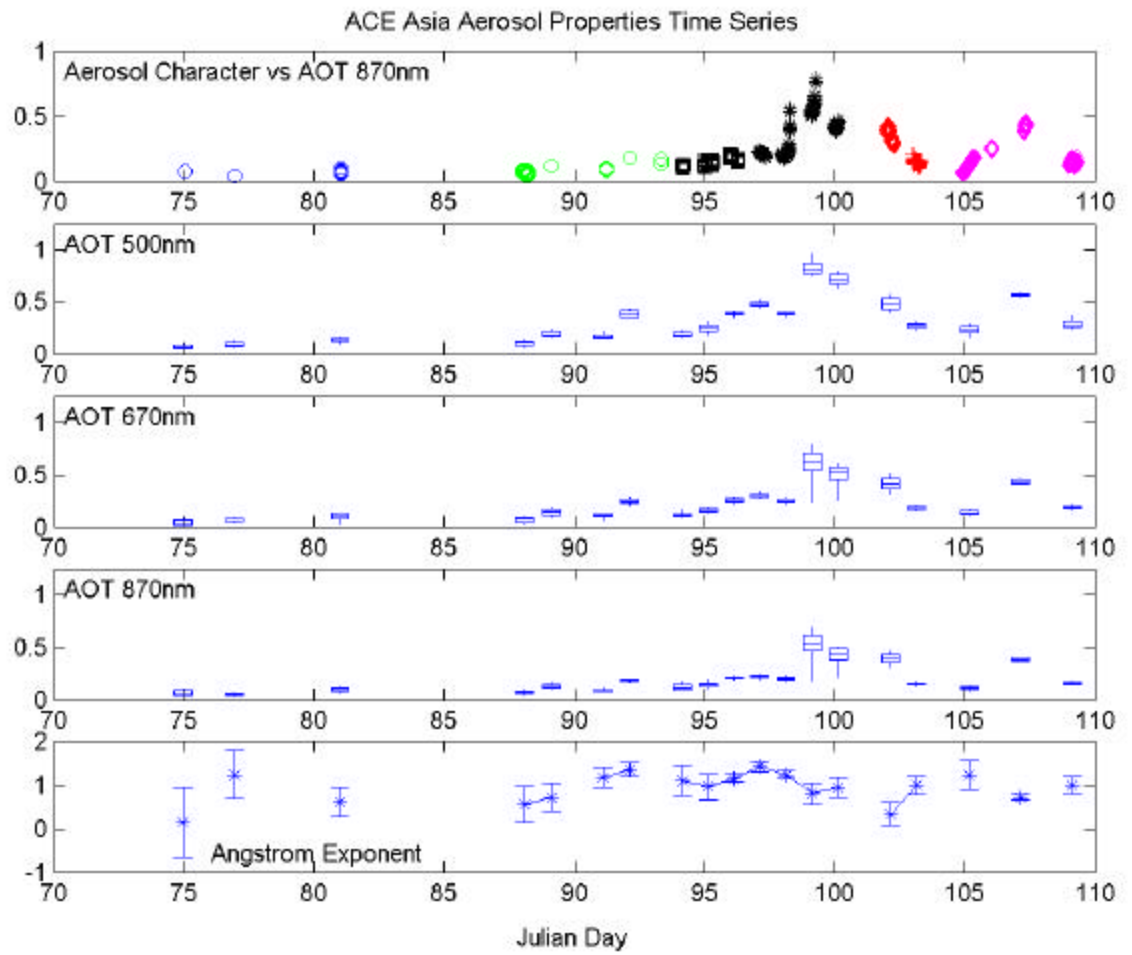 ACE Asia Aerosol Properties Time Series
1
Aerosol Character vs AOT 870nm
0.5
0
70 75 80 85 90 95 100 105 110
AOT 500nm
1
0.5
0
70 75 80 85 90 95 100 105 110
AOT 670nm
1
0.5
0
70 75 80 85 90 95 100 105 110
AOT 870nm
1
0.5
0
70 75 80 85 90 95 100 105 110
2
1
0
Angstrom Exponent
-1
70 75 80 85 90 95 100 105 110
Julian Day